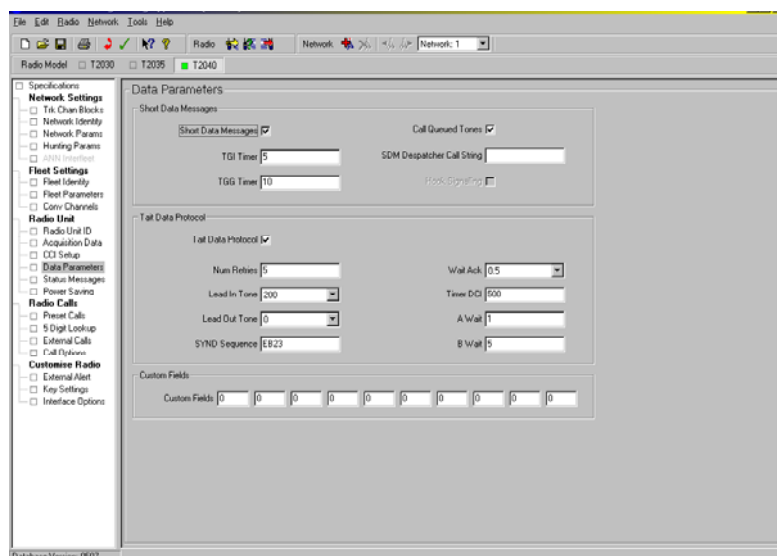 File Edit Radio Network Tools Help
Radio Network Network: 1
Radio Model T2030 T2035 T2040
Specifications
Network Settings
Trk Chan Blocks
Network Identity
Network Params
Hunting Params
ANN Interfleet
Fleet Settings
Fleet Identity
Fleet Parameters
Conv Channels
Radio Unit
Radio Unit ID
Acquisition Data
CCI Setup
Data Parameters
Status Messages
Power Saving
Radio Calls
Preset Calls
5 Digit Lookup
External Calls
Call Options
Customise Radio
External Alert
Key Settings
Interface Options
Data Parameters
Short Data Messages
Short Data Messages Call Queued Tones
TGI Timer 5 SDM Despatcher Call String
TGG Timer 10 Hook Signalling
Tait Data Protocol
Tait Data Protocol
Num Retries 5 Wait Ack 0.5
Lead In Tone 200 Timer DCI 500
Lead Out Tone 0 A Wait 1
SYND Sequence EB23 B Wait 5
Custom Fields
Custom Fields 0 0 0 0 0 0 0 0 0 0
Database Version: 0507